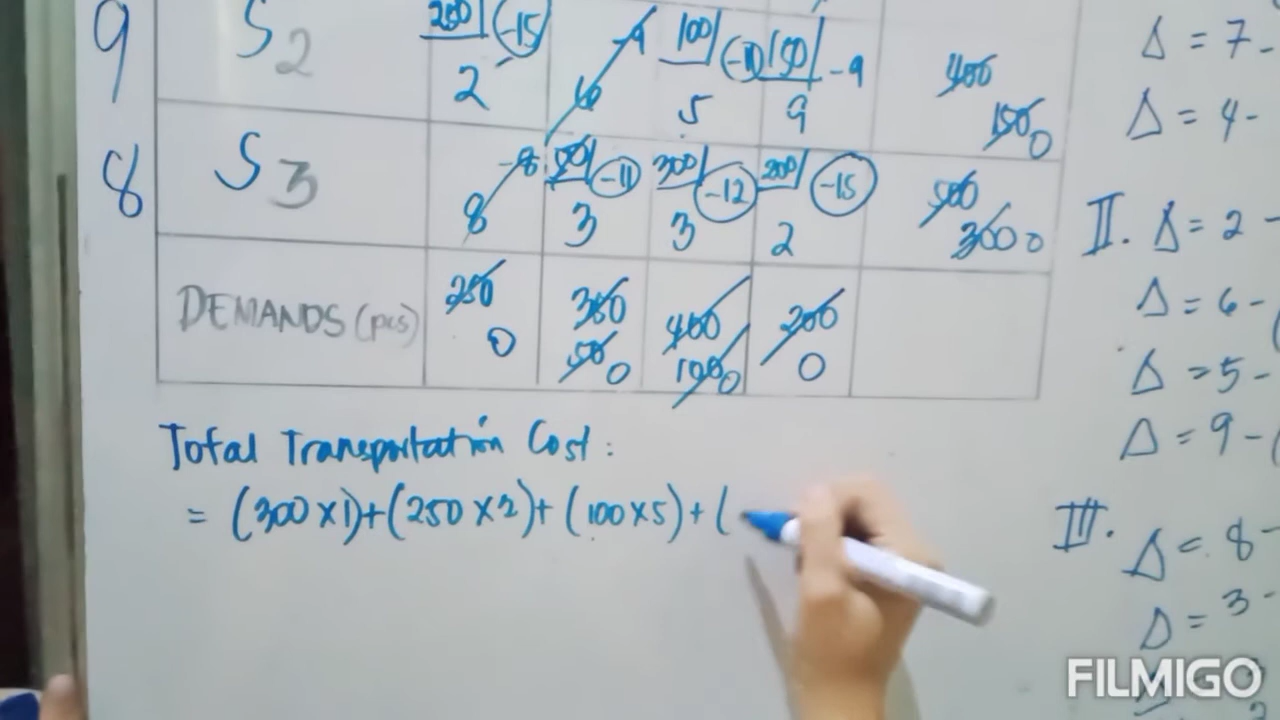 9 S2 250 -15 2 6 -9 100 -10 5 150 -9 9 400 150 0
8 S3 8 -8 50 -11 3 300 -12 3 200 -15 2 500 300 0
DEMANDS (pcs) 250 0 350 50 0 400 100 0 200 0
Total Transportation Cost:
= (300 x 1) + (250 x 2) + (100 x 5) + (
Δ = 7 -
Δ = 4 -
II. Δ = 2 -
Δ = 6 - (
Δ = 5 -
Δ = 9 - (
III. Δ = 8 -
Δ = 3 -
FILMIGO